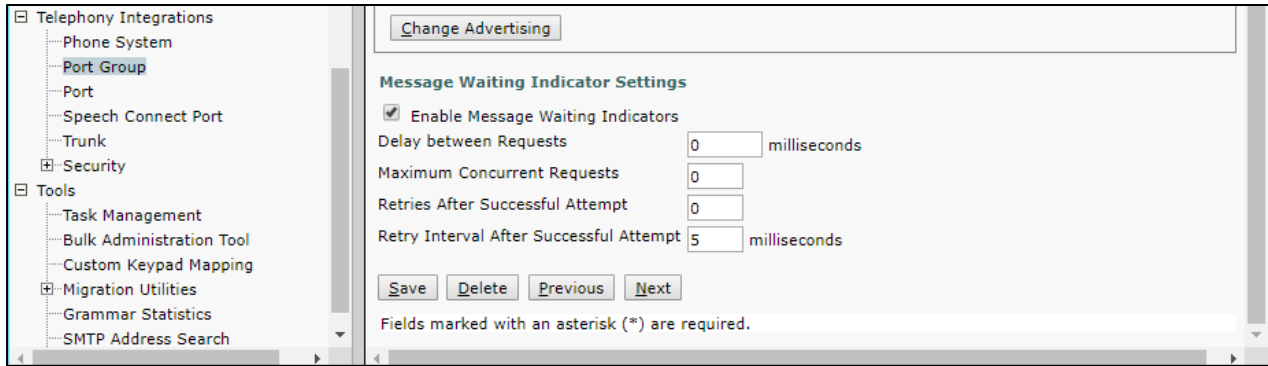 Telephony Integrations
Phone System
Port Group
Port
Speech Connect Port
Trunk
Security
Tools
Task Management
Bulk Administration Tool
Custom Keypad Mapping
Migration Utilities
Grammar Statistics
SMTP Address Search
Change Advertising
Message Waiting Indicator Settings
Enable Message Waiting Indicators
Delay between Requests 0 milliseconds
Maximum Concurrent Requests 0
Retries After Successful Attempt 0
Retry Interval After Successful Attempt 5 milliseconds
Save Delete Previous Next
Fields marked with an asterisk (*) are required.